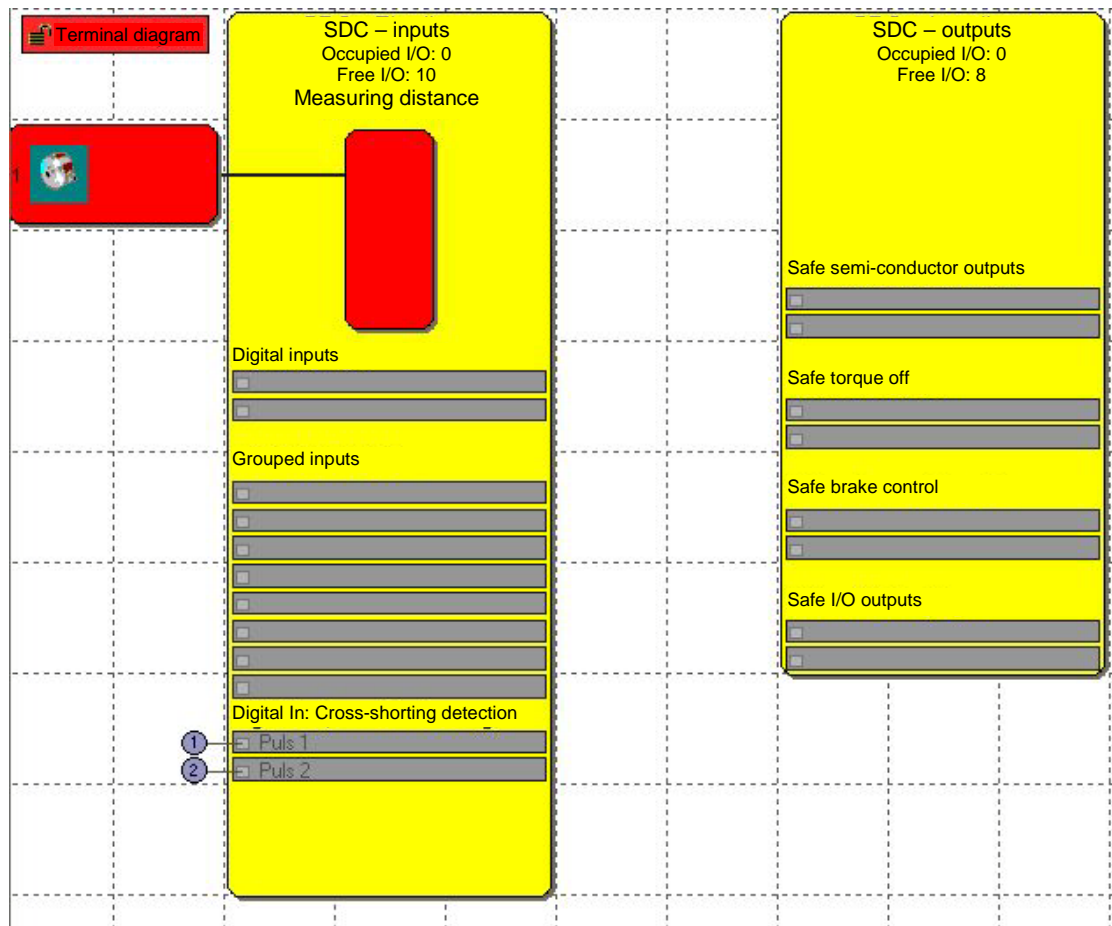 Terminal diagram
SDC – inputs
Occupied I/O: 0
Free I/O: 10
Measuring distance
1
Digital inputs
Grouped inputs
Digital In: Cross-shorting detection
1 Puls 1
2 Puls 2
SDC – outputs
Occupied I/O: 0
Free I/O: 8
Safe semi-conductor outputs
Safe torque off
Safe brake control
Safe I/O outputs